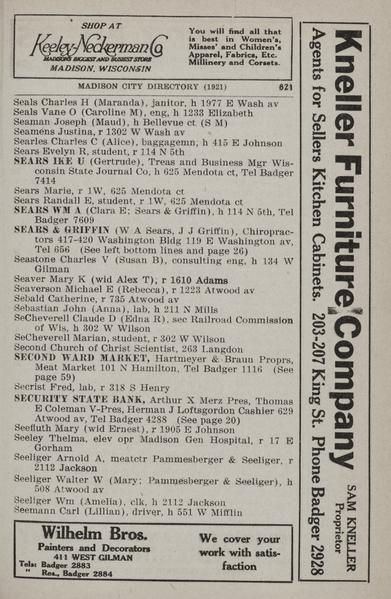 SHOP AT
Keeley-Neckerman Co
MADISON'S BIGGEST AND BUSIEST STORE
MADISON, WISCONSIN
You will find all that
is best in Women's,
Misses' and Children's
Apparel, Fabrics, Etc.
Millinery and Corsets.
MADISON CITY DIRECTORY (1921) 621
Seals Charles H (Maranda), janitor, h 1977 E Wash av
Seals Vane O (Caroline M), eng, h 1233 Elizabeth
Seaman Joseph (Maud), h Bellevue ct (S M)
Seamens Justina, r 1302 W Wash av
Searles Charles C (Alice), baggagemn, h 415 E Johnson
Sears Evelyn R, student, r 114 N 5th
SEARS IKE U (Gertrude), Treas and Business Mgr Wis-
consin State Journal Co, h 625 Mendota ct, Tel Badger
7414
Sears Marie, r 1W, 625 Mendota ct
Sears Randall E, student, r 1W, 625 Mendota ct
SEARS WM A (Clara E; Sears & Griffin), h 114 N 5th, Tel
Badger 7609
SEARS & GRIFFIN (W A Sears, J J Griffin), Chiroprac-
tors 417-420 Washington Bldg 119 E Washington av,
Tel 656 (See left bottom lines and page 26)
Seastone Charles V (Susan B), consulting eng, h 134 W
Gilman
Seaver Mary K (wid Alex T), r 1610 Adams
Seaverson Michael E (Rebecca), r 1223 Atwood av
Sebald Catherine, r 735 Atwood av
Sebastian John (Anna), lab, h 211 N Mills
SeCheverell Claude D (Edna R), sec Railroad Commission
of Wis, h 302 W Wilson
SeCheverell Marian, student, r 302 W Wilson
Second Church of Christ Scientist, 263 Langdon
SECOND WARD MARKET, Hartmeyer & Braun Proprs,
Meat Market 101 N Hamilton, Tel Badger 1116 (See
page 59)
Secrist Fred, lab, r 318 S Henry
SECURITY STATE BANK, Arthur X Merz Pres, Thomas
E Coleman V-Pres, Herman J Loftsgordon Cashier 629
Atwood av, Tel Badger 4288 (See page 20)
Seefluth Mary (wid Ernest), r 1905 E Johnson
Seeley Thelma, elev opr Madison Gen Hospital, r 17 E
Gorham
Seeliger Arnold A, meatctr Pammesberger & Seeliger, r
2112 Jackson
Seeliger Walter W (Mary; Pammesberger & Seeliger), h
508 Atwood av
Seeliger Wm (Amelia), clk, h 2112 Jackson
Seemann Carl (Lillian), driver, h 551 W Mifflin
Wilhelm Bros.
Painters and Decorators
411 WEST GILMAN
Tels: Badger 2883
" Res., Badger 2884
We cover your
work with satis-
faction
Kneller Furniture Company
SAM KNELLER
Proprietor
Agents for Sellers Kitchen Cabinets. 203-207 King St. Phone Badger 2928